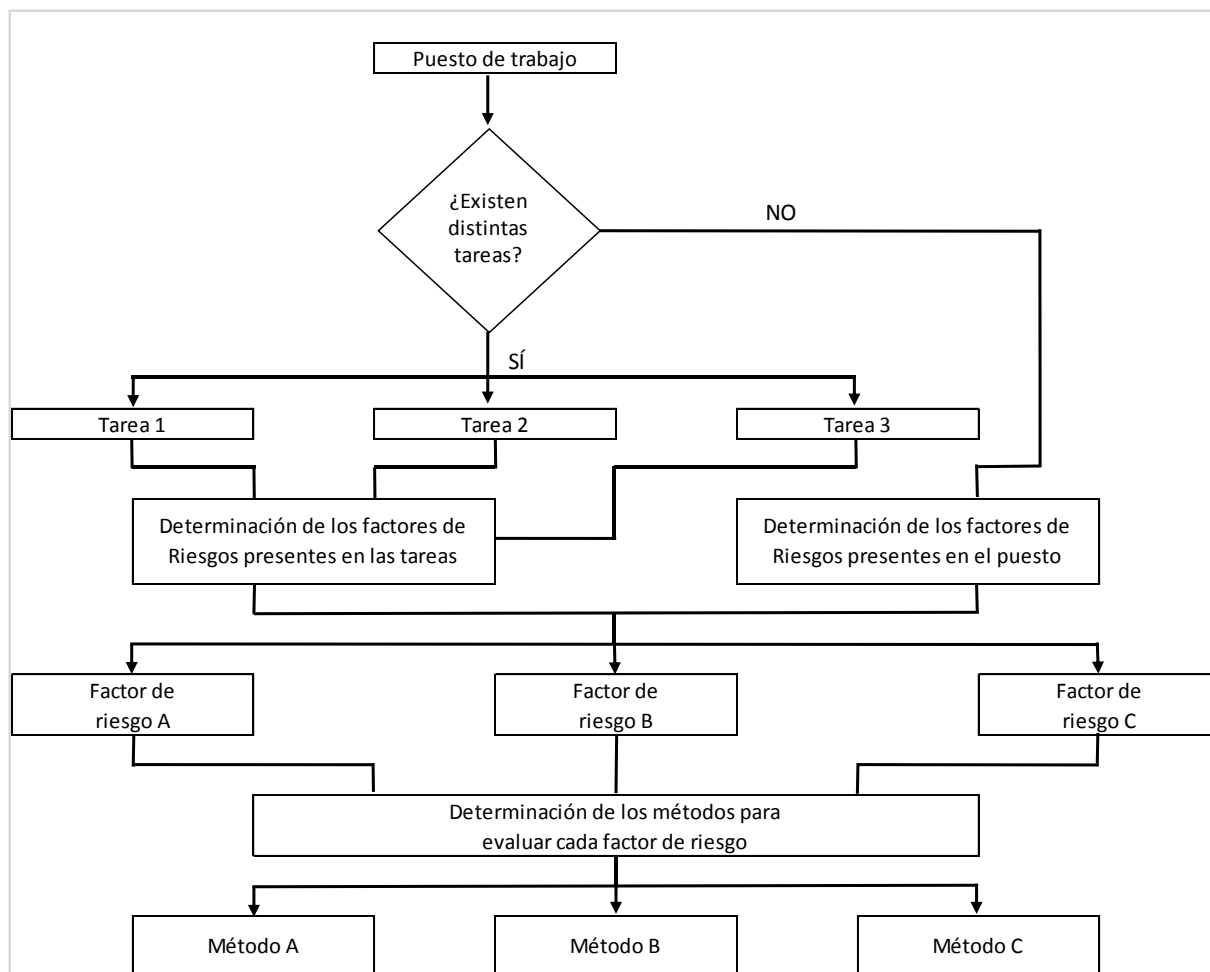 Puesto de trabajo
¿Existen
distintas
tareas?
NO
SÍ
Tarea 1
Tarea 2
Tarea 3
Determinación de los factores de
Riesgos presentes en las tareas
Determinación de los factores de
Riesgos presentes en el puesto
Factor de
riesgo A
Factor de
riesgo B
Factor de
riesgo C
Determinación de los métodos para
evaluar cada factor de riesgo
Método A
Método B
Método C